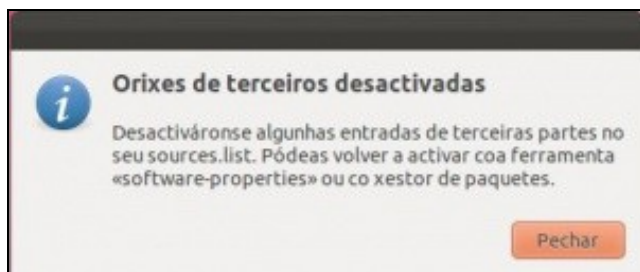 Orixes de terceiros desactivadas
Desactiváronse algunhas entradas de terceiras partes no
seu sources.list. Pódeas volver a activar coa ferramenta
«software-properties» ou co xestor de paquetes.
Pechar